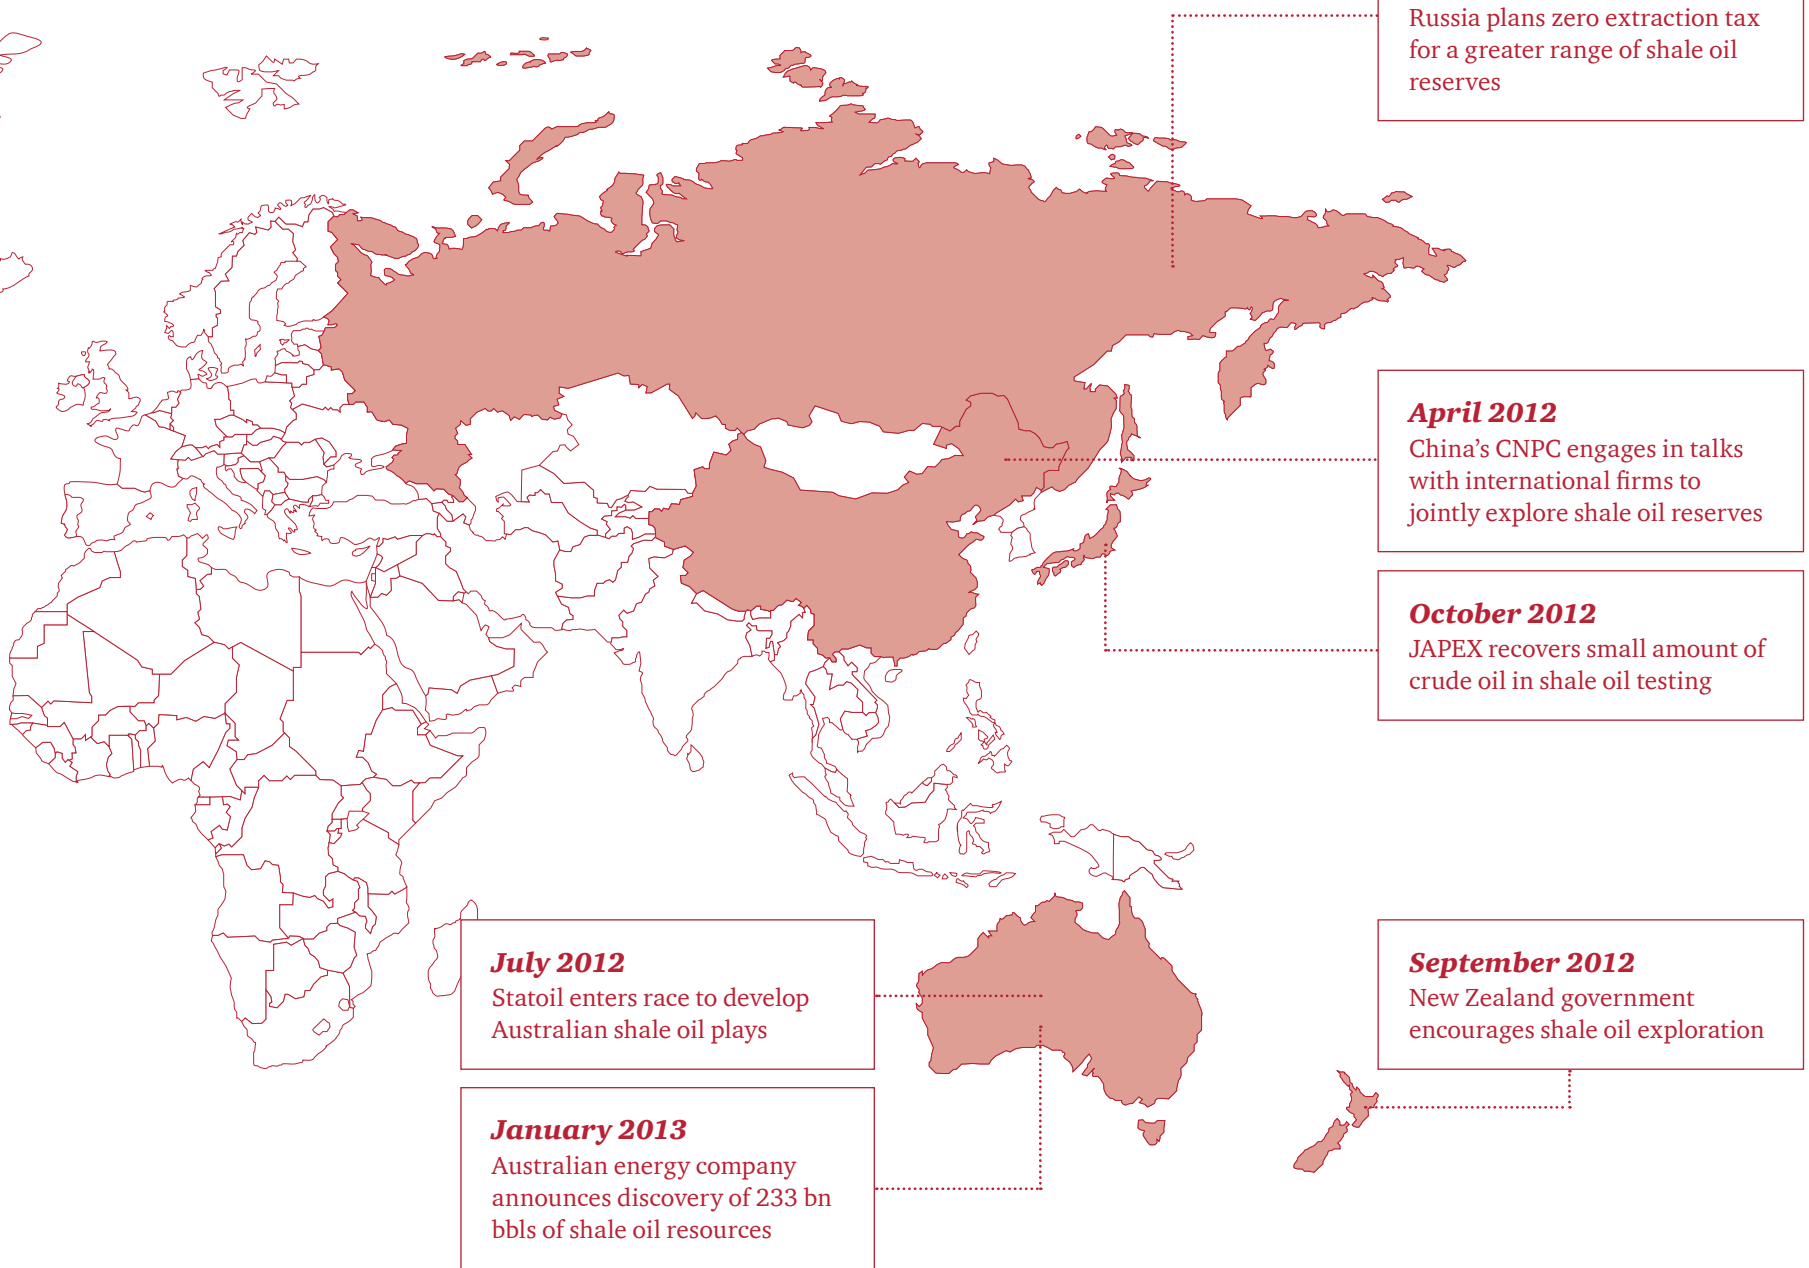 Russia plans zero extraction tax
for a greater range of shale oil
reserves
April 2012
China's CNPC engages in talks
with international firms to
jointly explore shale oil reserves
October 2012
JAPEX recovers small amount of
crude oil in shale oil testing
July 2012
Statoil enters race to develop
Australian shale oil plays
September 2012
New Zealand government
encourages shale oil exploration
January 2013
Australian energy company
announces discovery of 233 bn
bbls of shale oil resources